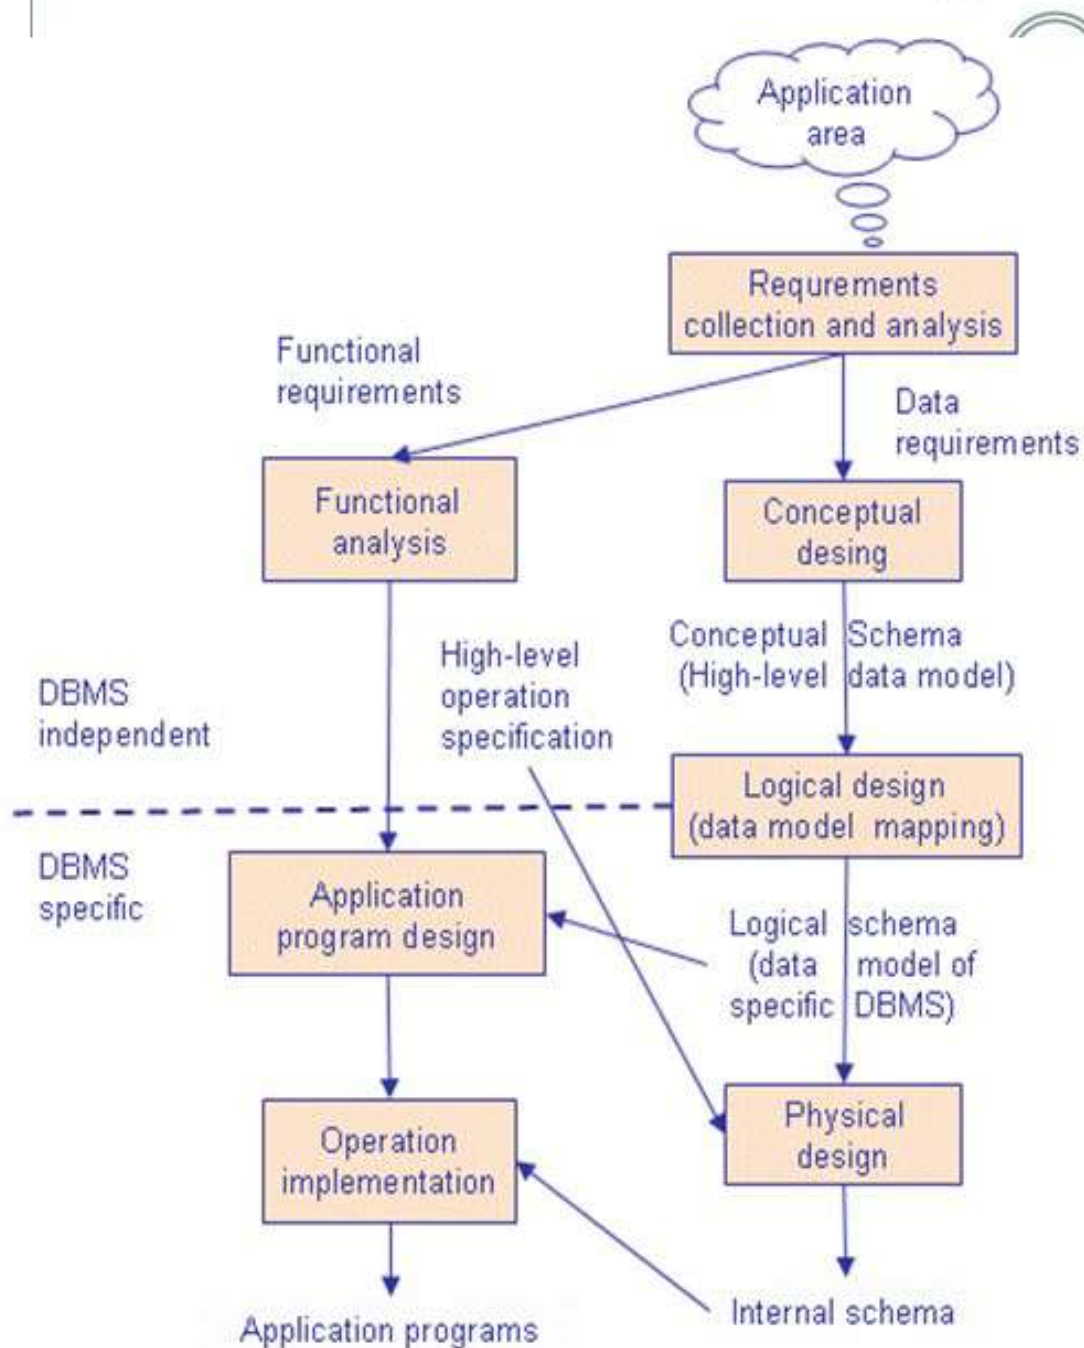 Application
area
Requrements
collection and analysis
Functional
requirements
Data
requirements
Functional
analysis
Conceptual
desing
Conceptual Schema
(High-level data model)
High-level
operation
specification
DBMS
independent
Logical design
(data model mapping)
DBMS
specific
Application
program design
Logical schema
(data model of
specific DBMS)
Physical
design
Operation
implementation
Internal schema
Application programs